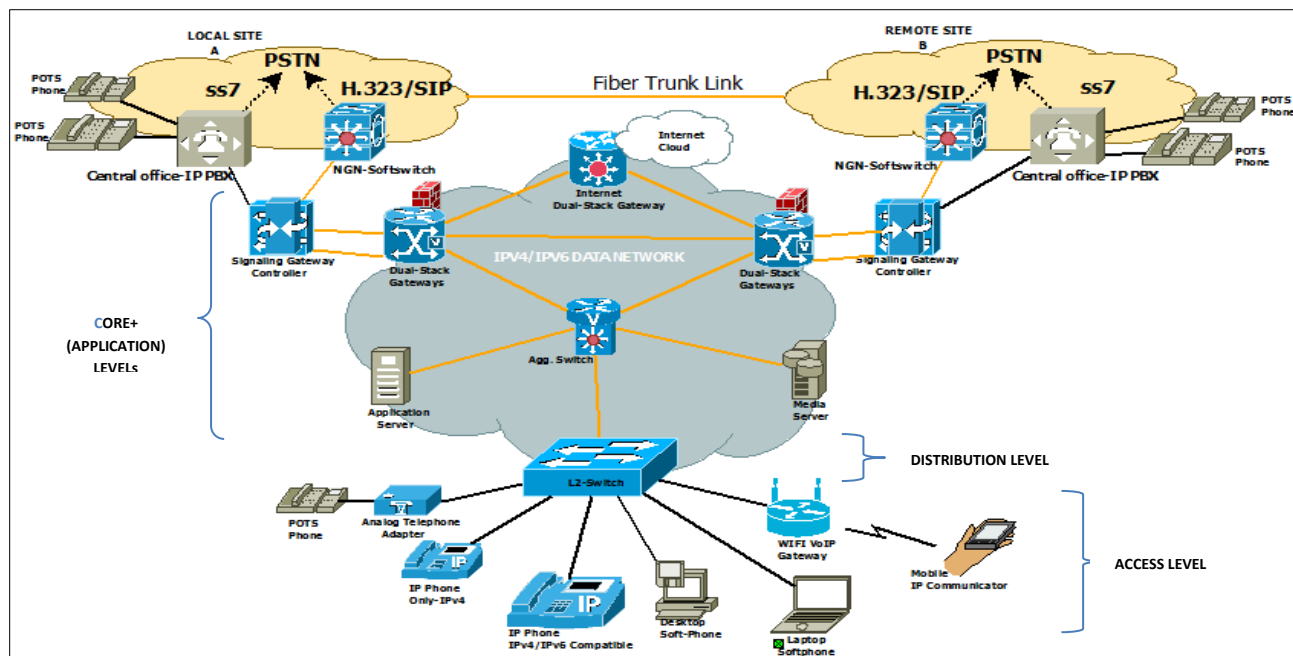 LOCAL SITE
A
PSTN
ss7
H.323/SIP
POTS
Phone
POTS
Phone
Central office-IP PBX
NGN-Softswitch
Fiber Trunk Link
REMOTE SITE
B
PSTN
H.323/SIP
ss7
POTS
Phone
POTS
Phone
NGN-Softswitch
Central office-IP PBX
Internet
Cloud
Internet
Dual-Stack Gateway
Signaling Gateway
Controller
V
Dual-Stack
Gateways
IPV4/IPV6 DATA NETWORK
V
Dual-Stack
Gateways
Signaling Gateway
Controller
CORE+
(APPLICATION)
LEVELs
V
Agg. Switch
Application
Server
Media
Server
DISTRIBUTION LEVEL
L2-Switch
POTS
Phone
Analog Telephone
Adapter
IP
IP Phone
Only-IPv4
IP
IP Phone
IPv4/IPv6 Compatible
Desktop
Soft-Phone
Laptop
Softphone
WIFI VoIP
Gateway
Mobile
IP Communicator
ACCESS LEVEL